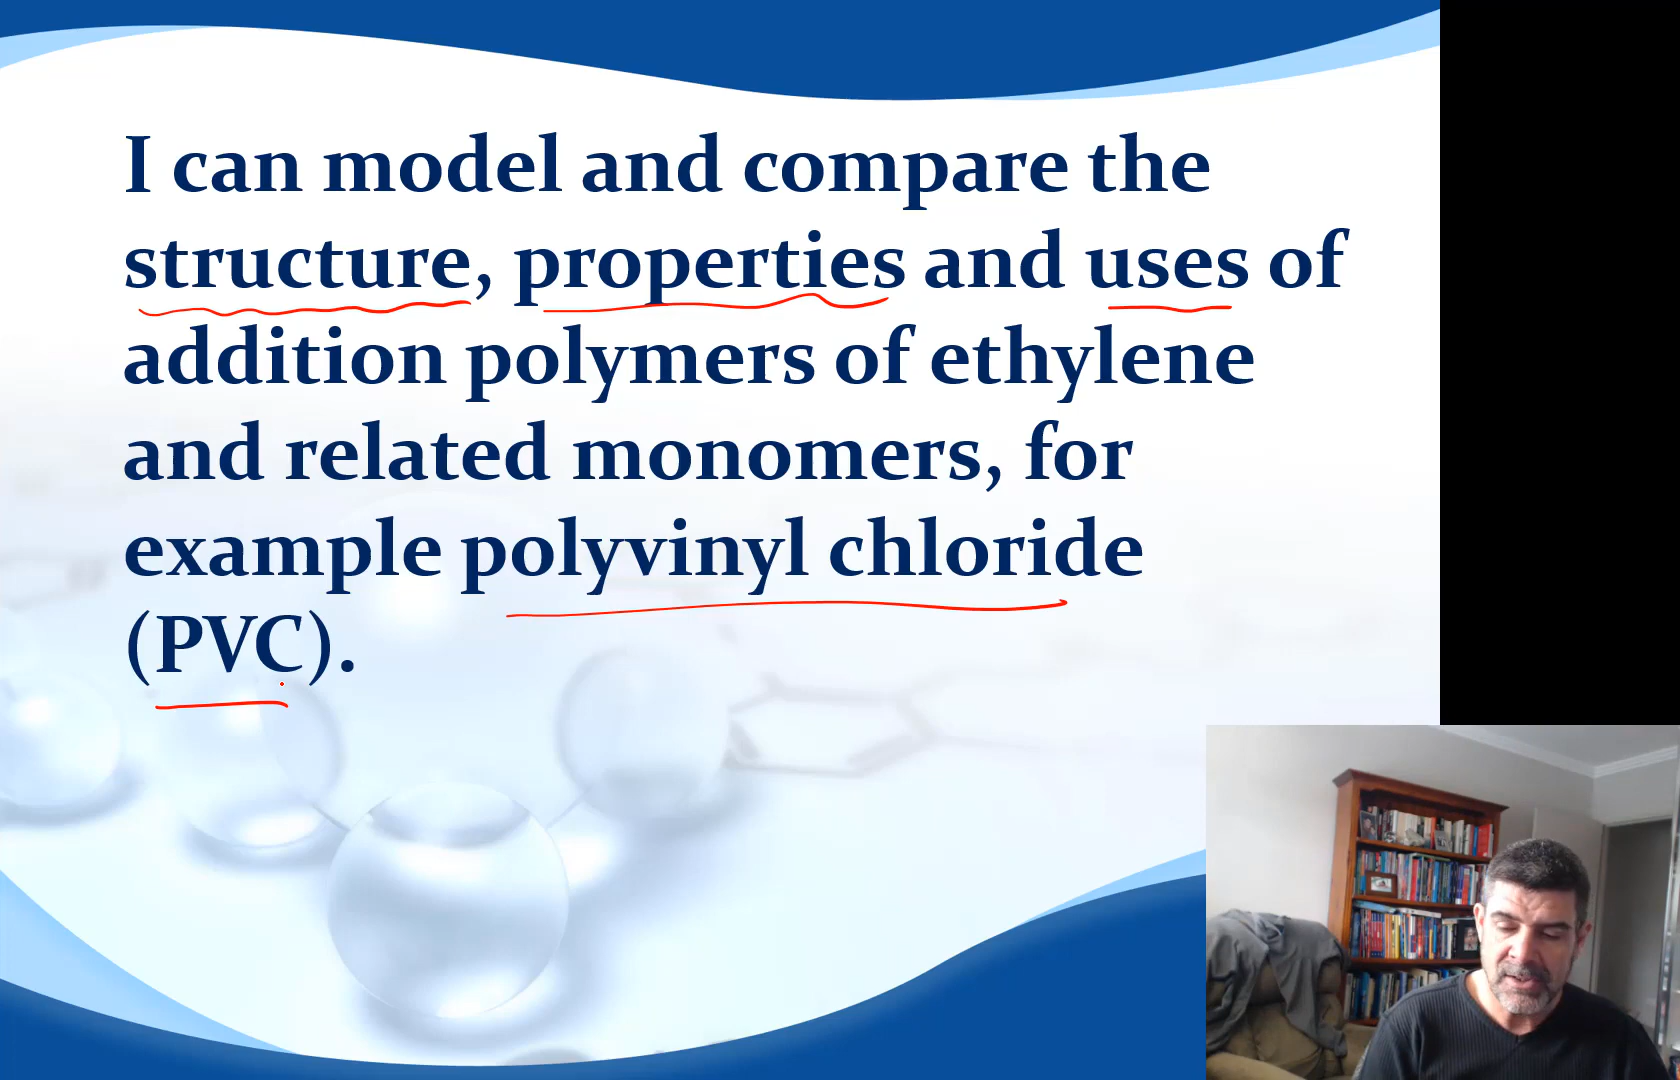 I can model and compare the
structure, properties and uses of
addition polymers of ethylene
and related monomers, for
example polyvinyl chloride
(PVC).